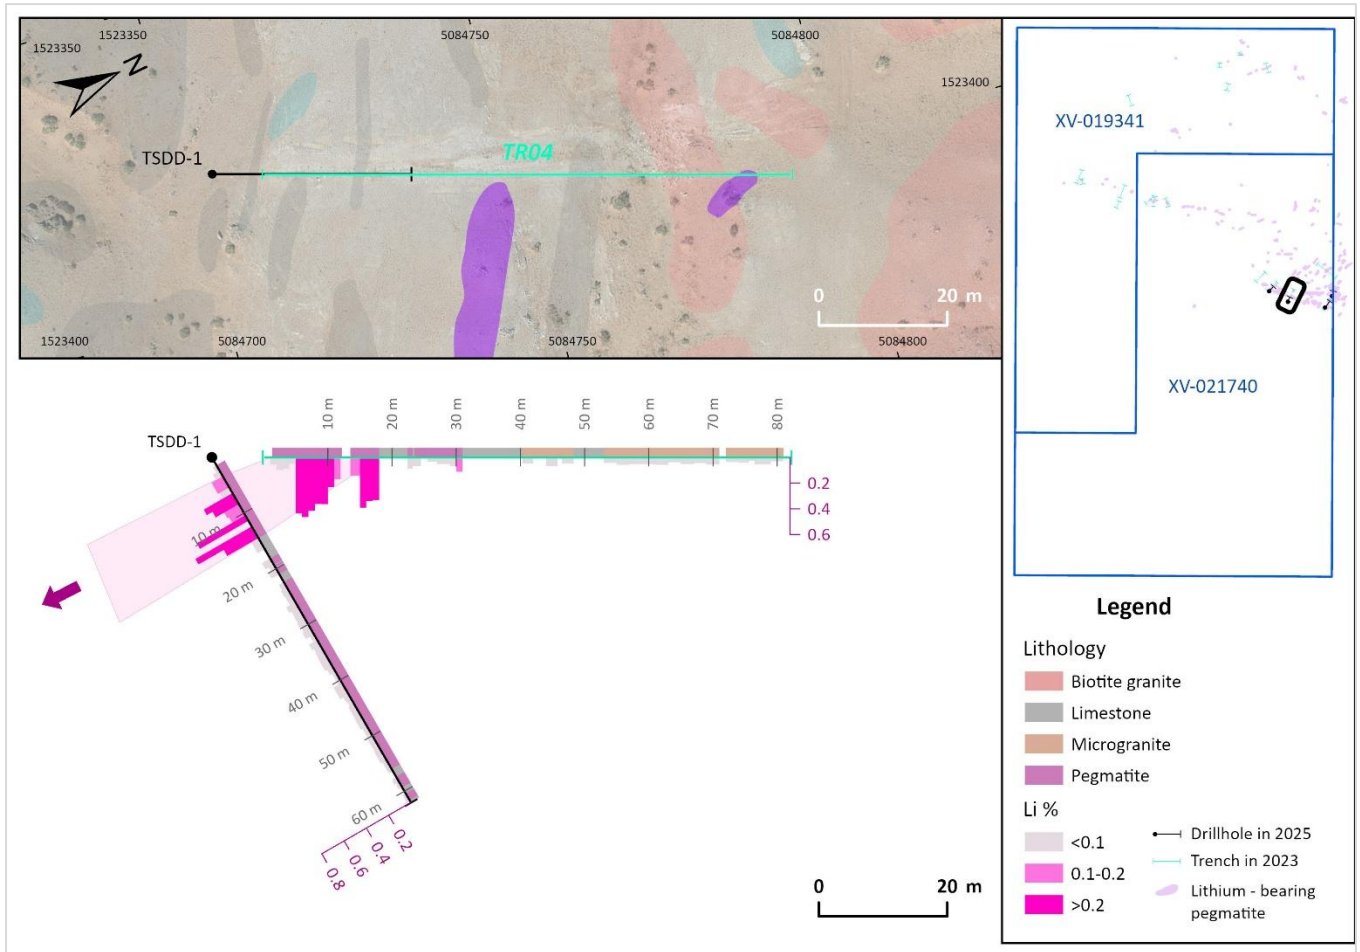 1523350
1523350
5084750
5084800
1523400
N
TSDD-1
TR04
0 20 m
1523400
5084700
5084750
5084800
TSDD-1
10 m
20 m
30 m
40 m
50 m
60 m
70 m
80 m
0.2
0.4
0.6
10 m
20 m
30 m
40 m
50 m
60 m
0.2
0.4
0.6
0.8
0 20 m
XV-019341
XV-021740
Legend
Lithology
Biotite granite
Limestone
Microgranite
Pegmatite
Li %
<0.1
0.1-0.2
>0.2
Drillhole in 2025
Trench in 2023
Lithium - bearing
pegmatite